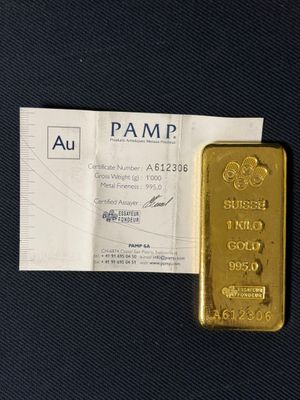 Au
PAMP
Produits Artistiques Métaux Précieux
Certificate Number : A612306
Gross Weight (g) : 1'000
Metal Fineness : 995.0
Certified Assayer :
ESSAYEUR
FONDEUR
PAMP SA
SUISSE
1 KILO
GOLD
995.0
ESSAYEUR
FONDEUR
A612306